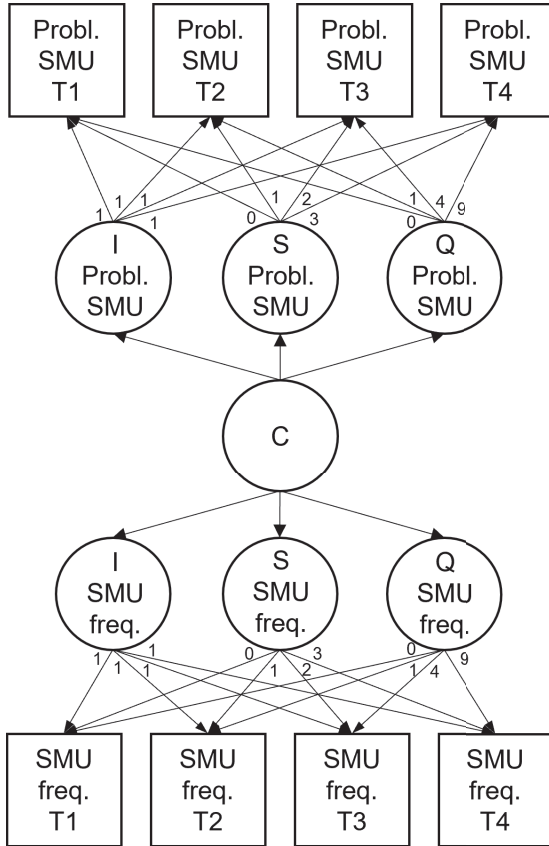 Probl.
SMU
T1
Probl.
SMU
T2
Probl.
SMU
T3
Probl.
SMU
T4
1 1 1 1
0 1 2 3
0 1 4 9
I
Probl.
SMU
S
Probl.
SMU
Q
Probl.
SMU
C
I
SMU
freq.
S
SMU
freq.
Q
SMU
freq.
1 1 1 1
0 1 2 3
0 1 4 9
SMU
freq.
T1
SMU
freq.
T2
SMU
freq.
T3
SMU
freq.
T4